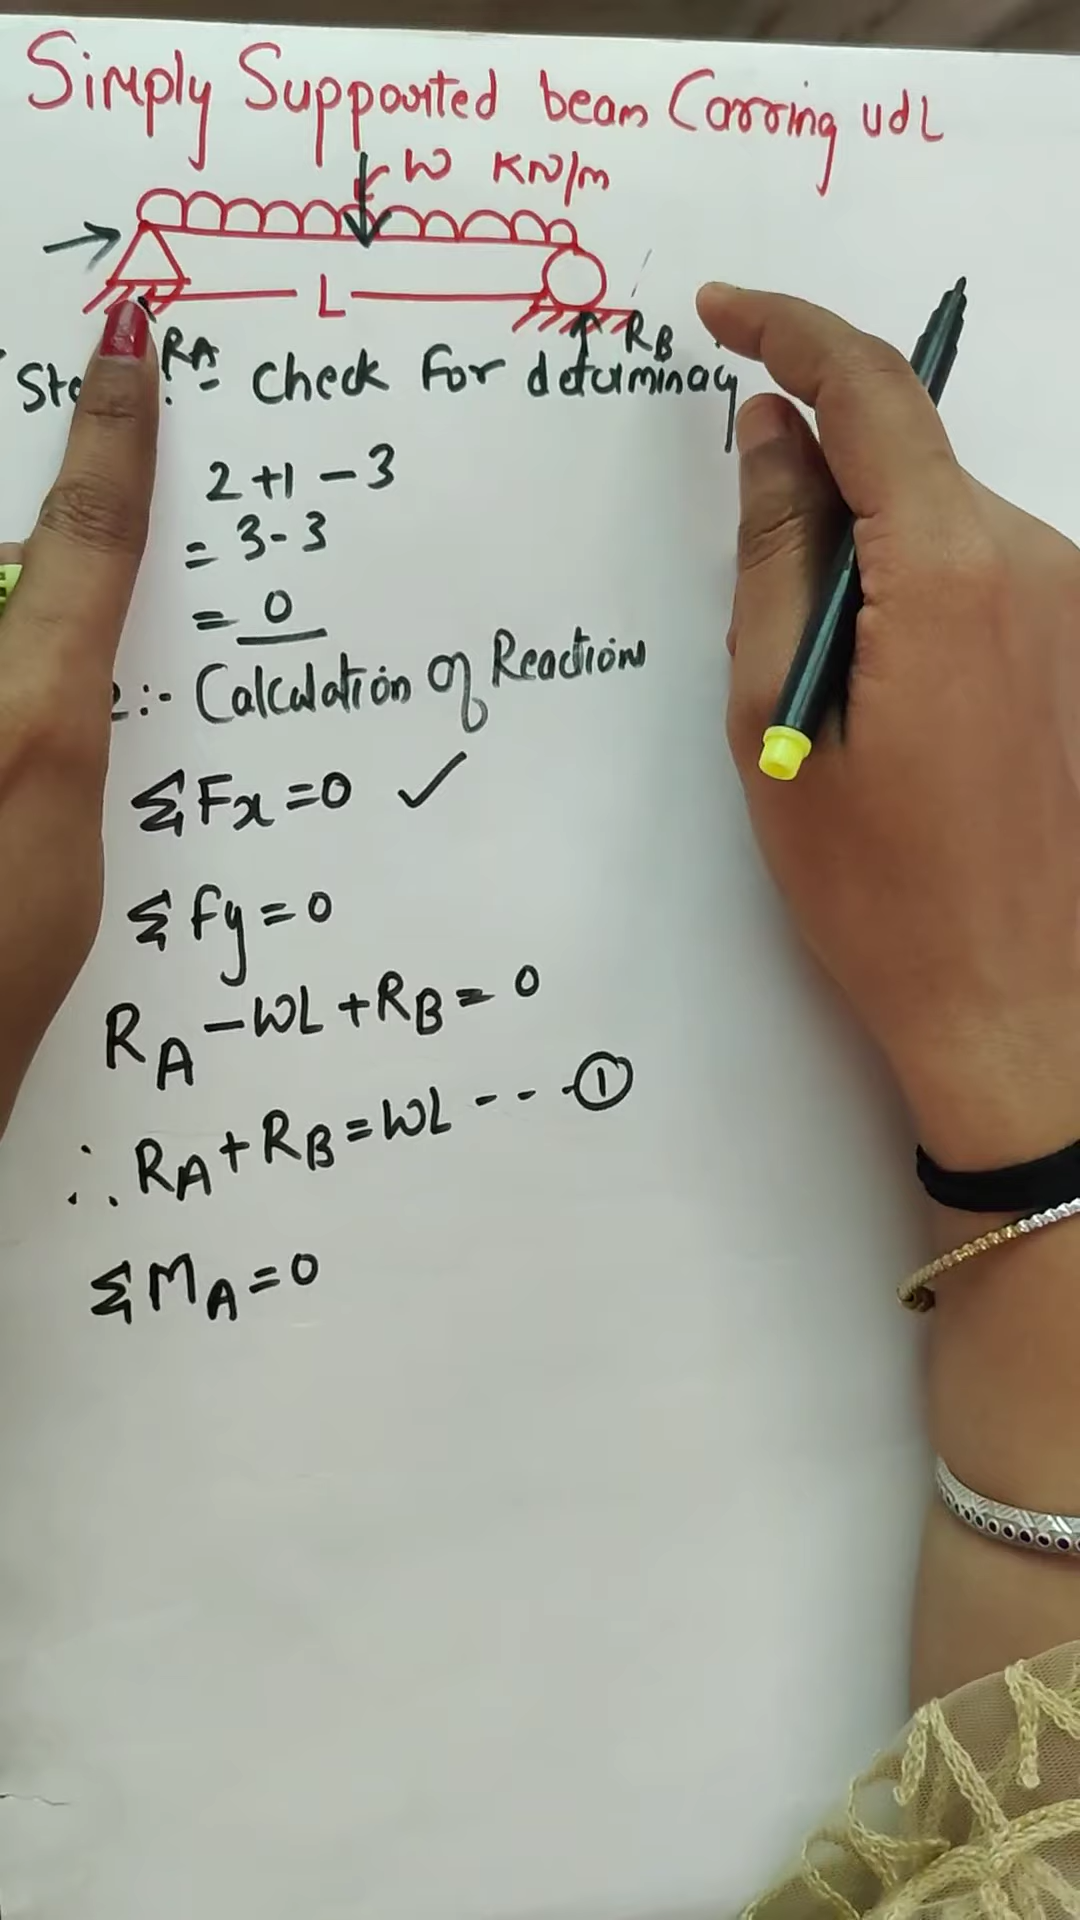 Simply Supported beam Carring udL
W KN/m
L
RA
RB
:- Check For determinacy
2+1-3
= 3-3
= 0
2:- Calculation of Reactions
ΣFx=0 ✓
ΣFy=0
RA-WL+RB=0
∴ RA+RB=WL --- ①
ΣMA=0